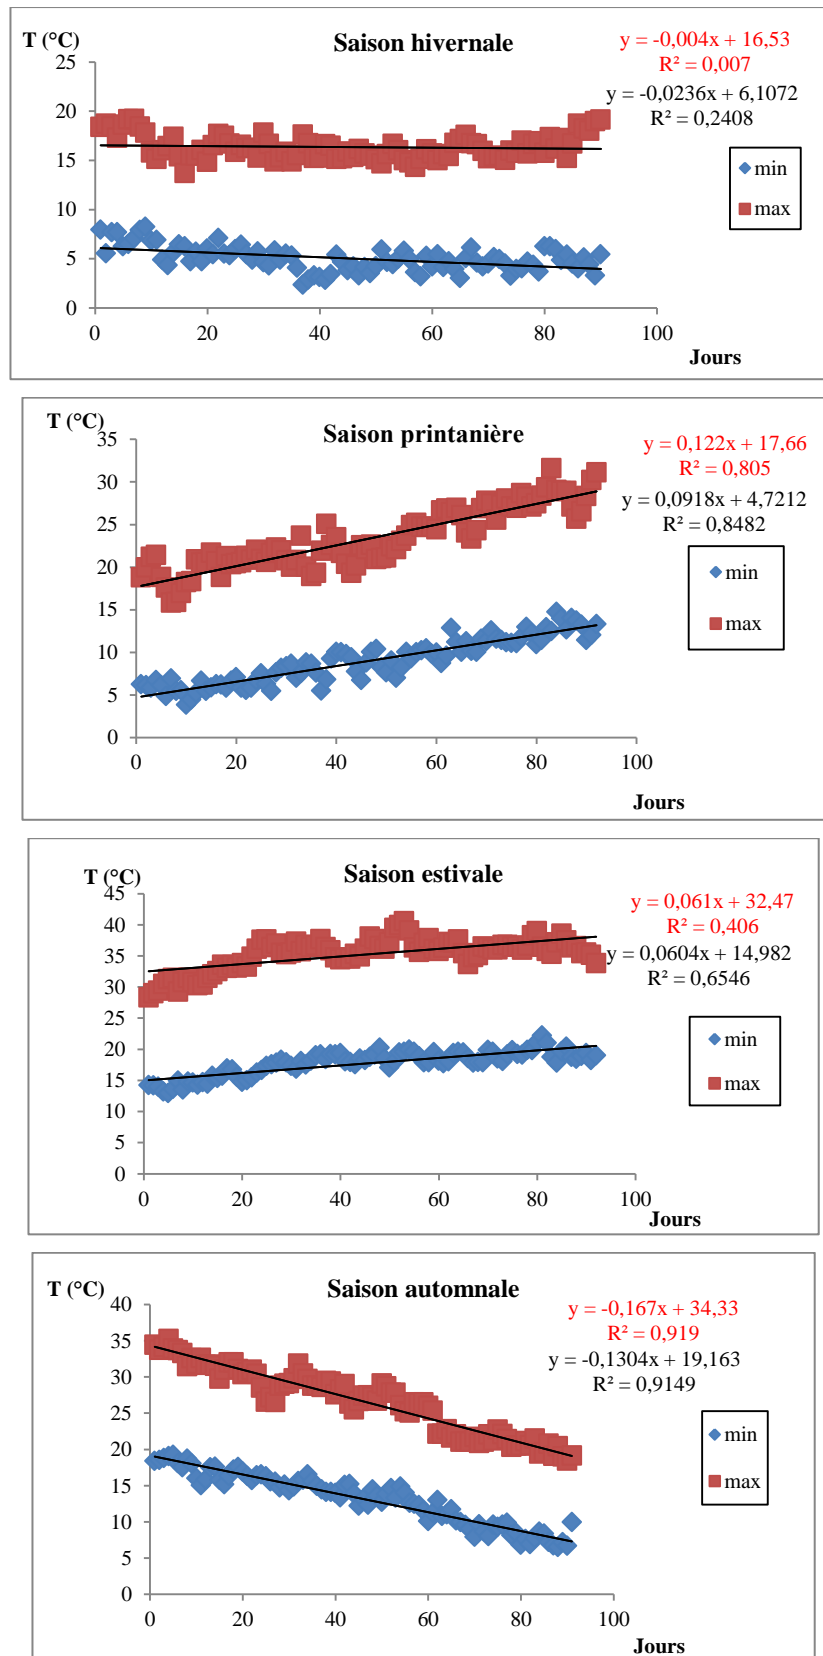 T (°C)
Saison hivernale
y = -0,004x + 16,53
R² = 0,007
y = -0,0236x + 6,1072
R² = 0,2408
25
20
15
10
5
0
0 20 40 60 80 100
Jours
min
max
T (°C)
Saison printanière
y = 0,122x + 17,66
R² = 0,805
y = 0,0918x + 4,7212
R² = 0,8482
35
30
25
20
15
10
5
0
0 20 40 60 80 100
Jours
min
max
T (°C)
Saison estivale
y = 0,061x + 32,47
R² = 0,406
y = 0,0604x + 14,982
R² = 0,6546
45
40
35
30
25
20
15
10
5
0
0 20 40 60 80 100
Jours
min
max
T (°C)
Saison automnale
y = -0,167x + 34,33
R² = 0,919
y = -0,1304x + 19,163
R² = 0,9149
40
35
30
25
20
15
10
5
0
0 20 40 60 80 100
Jours
min
max